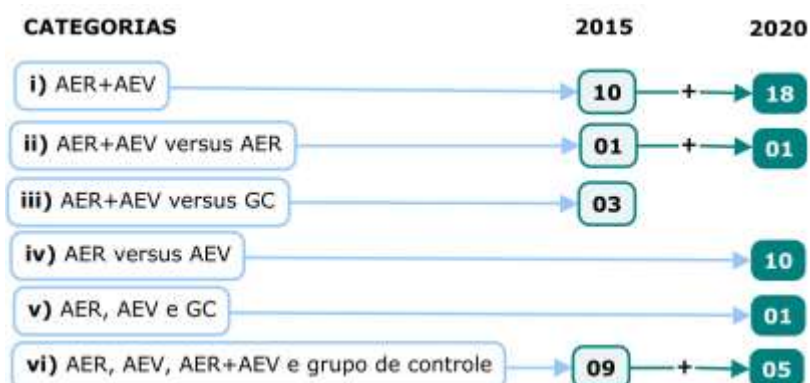 CATEGORIAS 2015 2020
i) AER+AEV 10 + 18
ii) AER+AEV versus AER 01 + 01
iii) AER+AEV versus GC 03
iv) AER versus AEV 10
v) AER, AEV e GC 01
vi) AER, AEV, AER+AEV e grupo de controle 09 + 05